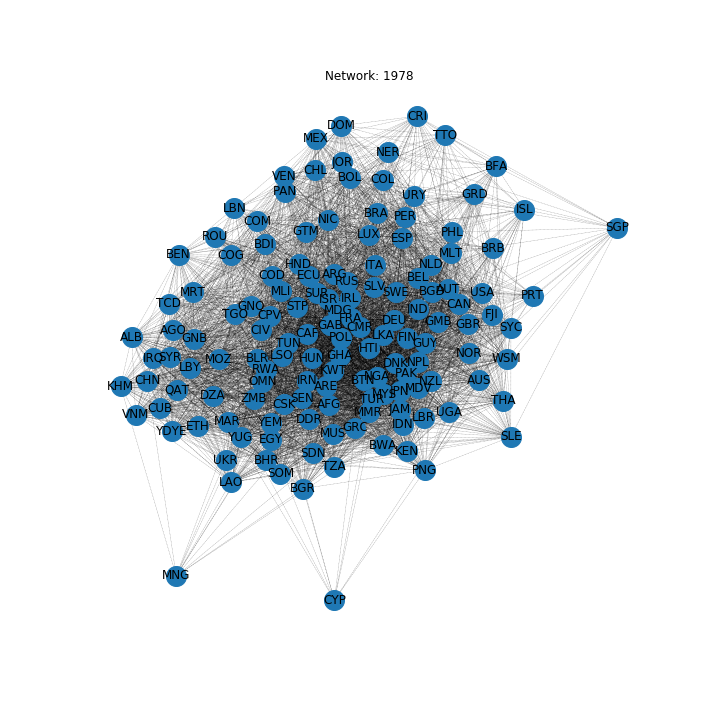 Network: 1978
CRI
DOM
TTO
MEX
NER
JOR
BFA
CHL
VEN
BOL
COL
PAN
URY
GRD
LBN
ISL
BRA
COM
NIC
PER
SGP
GTM
LUX
PHL
ROU
ESP
BDI
BRB
BEN
COG
MLT
HND
ITA
NLD
COD
ECU
ARG
BEL
RUS
MRT
MLI
SUR
SLV
SWE
BGD
AUT
USA
PRT
ISR
IRL
TCD
GNQ
STP
CAN
TGO
CPV
MDG
IND
FJI
FRA
DEU
GMB
GBR
GAB
CMR
SYC
AGO
CIV
CAF
ALB
GNB
POL
LKA
FIN
TUN
GUY
HTI
IRQ
SYR
MOZ
BLR
LSO
HUN
GHA
NOR
WSM
LBY
RWA
KWT
DNK
NPL
KHM
CHN
OMN
IRN
ARE
BTN
NGA
PAK
NZL
AUS
QAT
DZA
MYS
JPN
MDV
ZMB
CSK
SEN
AFG
TUR
THA
VNM
CUB
MMR
JAM
YDYE
ETH
MAR
YEM
DDR
LBR
UGA
GRC
IDN
YUG
EGY
MUS
SLE
BWA
KEN
UKR
BHR
SDN
LAO
SOM
TZA
PNG
BGR
MNG
CYP